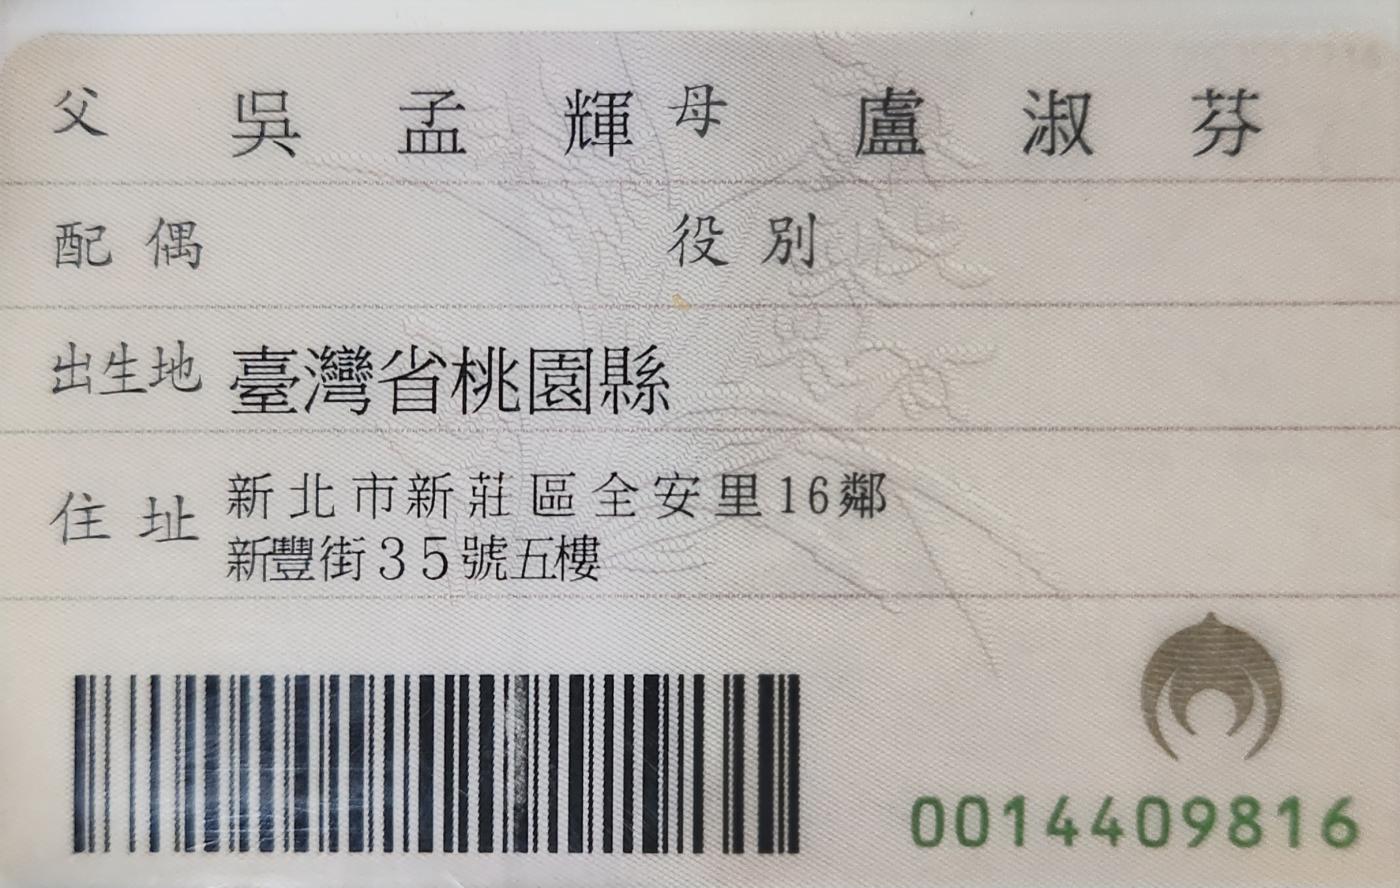 父 吳孟輝 母 盧淑芬
配偶 役別
出生地 臺灣省桃園縣
住址 新北市新莊區全安里16鄰
新豐街35號五樓
0014409816